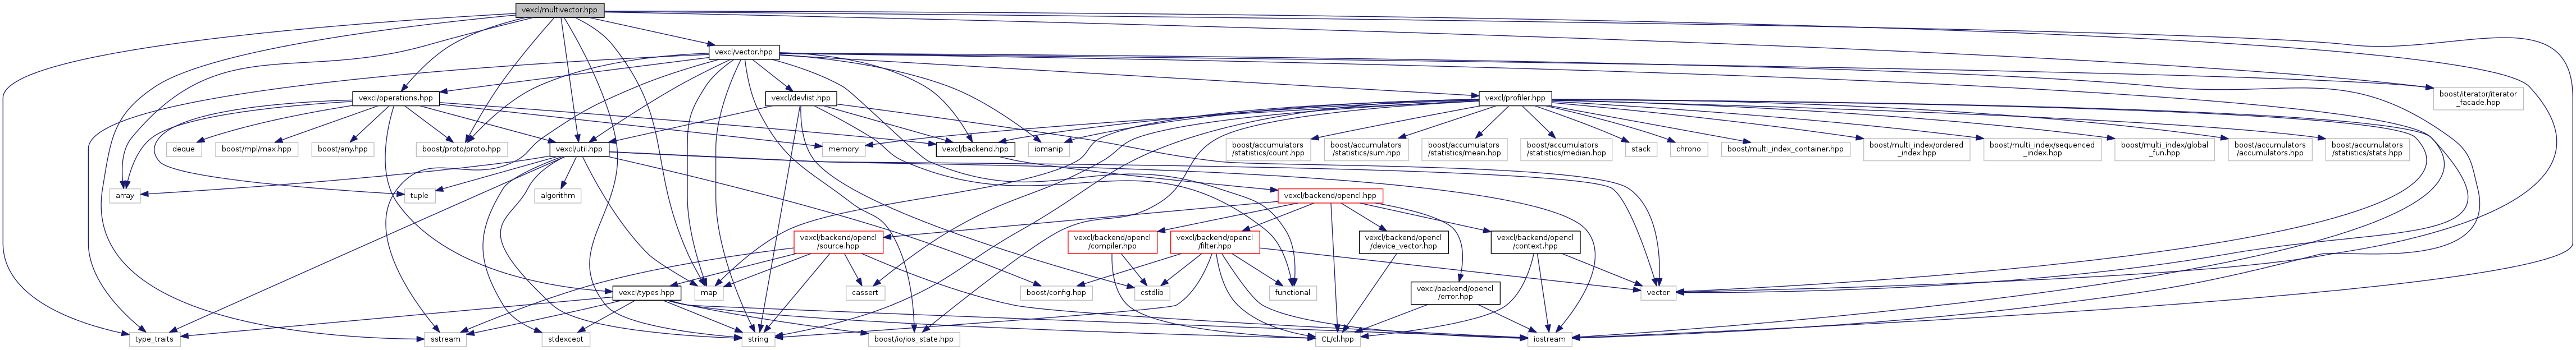 vexcl/multivector.hpp
vexcl/vector.hpp
vexcl/operations.hpp
vexcl/devlist.hpp
vexcl/profiler.hpp
boost/iterator/iterator
_facade.hpp
deque
boost/mpl/max.hpp
boost/any.hpp
boost/proto/proto.hpp
vexcl/util.hpp
memory
vexcl/backend.hpp
iomanip
boost/accumulators
/statistics/count.hpp
boost/accumulators
/statistics/sum.hpp
boost/accumulators
/statistics/mean.hpp
boost/accumulators
/statistics/median.hpp
stack
chrono
boost/multi_index_container.hpp
boost/multi_index/ordered
_index.hpp
boost/multi_index/sequenced
_index.hpp
boost/multi_index/global
_fun.hpp
boost/accumulators
/accumulators.hpp
boost/accumulators
/statistics/stats.hpp
array
tuple
algorithm
vexcl/backend/opencl.hpp
vexcl/backend/opencl
/source.hpp
vexcl/backend/opencl
/compiler.hpp
vexcl/backend/opencl
/filter.hpp
vexcl/backend/opencl
/device_vector.hpp
vexcl/backend/opencl
/context.hpp
vexcl/types.hpp
map
cassert
boost/config.hpp
cstdlib
functional
vexcl/backend/opencl
/error.hpp
vector
type_traits
sstream
stdexcept
string
boost/io/ios_state.hpp
CL/cl.hpp
iostream